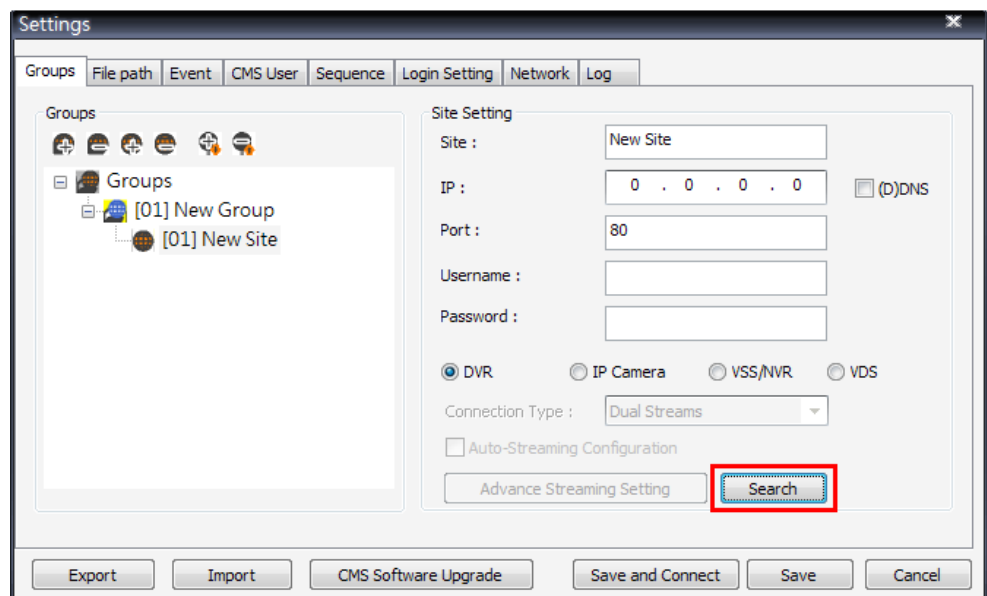 Settings
Groups File path Event CMS User Sequence Login Setting Network Log
Groups
Groups
[01] New Group
[01] New Site
Site Setting
Site : New Site
IP : 0 . 0 . 0 . 0 (D)DNS
Port : 80
Username :
Password :
DVR IP Camera VSS/NVR VDS
Connection Type : Dual Streams
Auto-Streaming Configuration
Advance Streaming Setting Search
Export Import CMS Software Upgrade Save and Connect Save Cancel